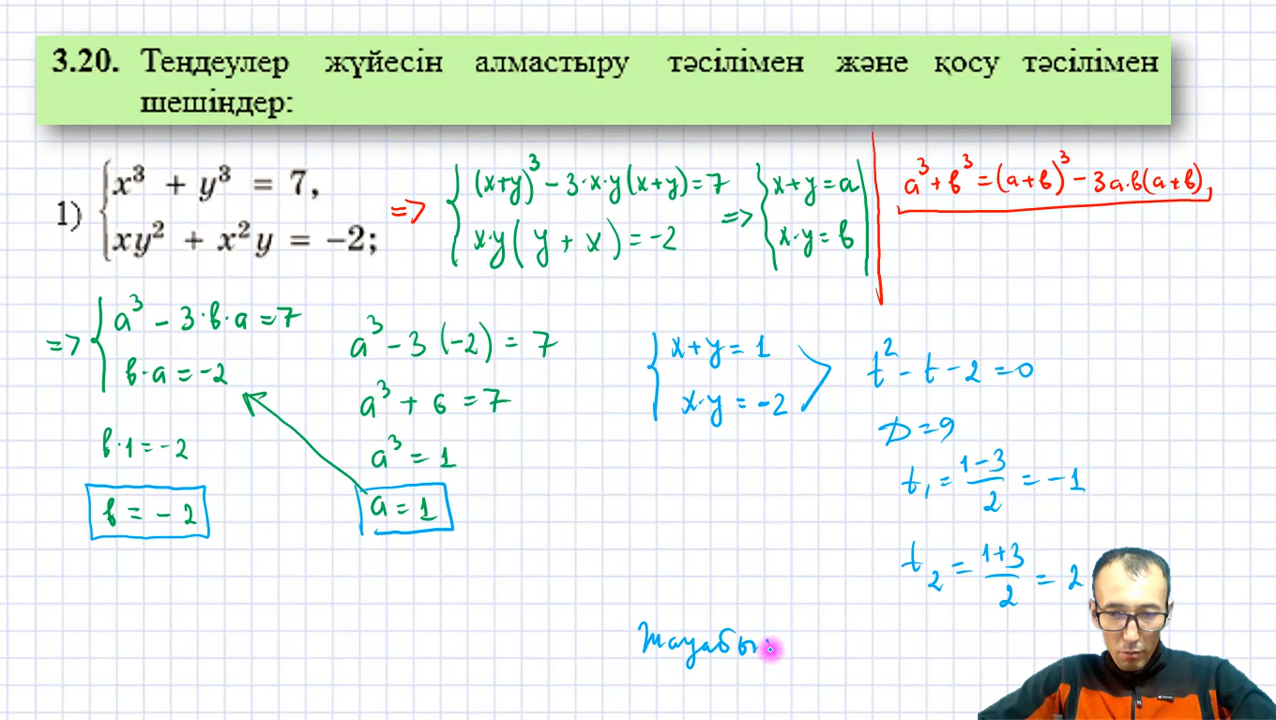 3.20. Теңдеулер жүйесін алмастыру тәсілімен және қосу тәсілімен
шешіңдер:
1) { x³ + y³ = 7,
xy² + x²y = −2;
=> { (x+y)³ − 3·x·y(x+y) = 7
x·y( y + x ) = −2
=> { x+y = a
x·y = в
a³ + в³ = (a+в)³ − 3a·в(a+в),
=> { a³ − 3·в·a = 7
в·a = −2
в·1 = −2
в = −2
a³ − 3(−2) = 7
a³ + 6 = 7
a³ = 1
a = 1
{ x+y = 1
x·y = −2
t² − t − 2 = 0
D = 9
t₁ = (1−3)/2 = −1
t₂ = (1+3)/2 = 2
Жауабы: